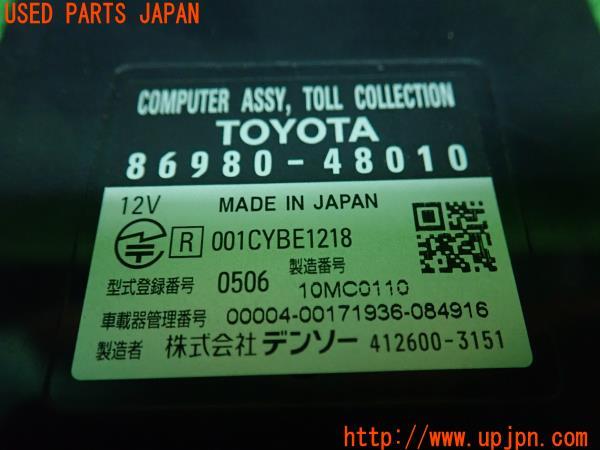 USED PARTS JAPAN
COMPUTER ASSY, TOLL COLLECTION
TOYOTA
86980-48010
12V MADE IN JAPAN
R 001CYBE1218
型式登録番号 0506 製造番号 10MC0110
車載器管理番号 00004-00171936-084916
製造者 株式会社 デンソー 412600-3151
(株)UPJ
www.upjpn.com